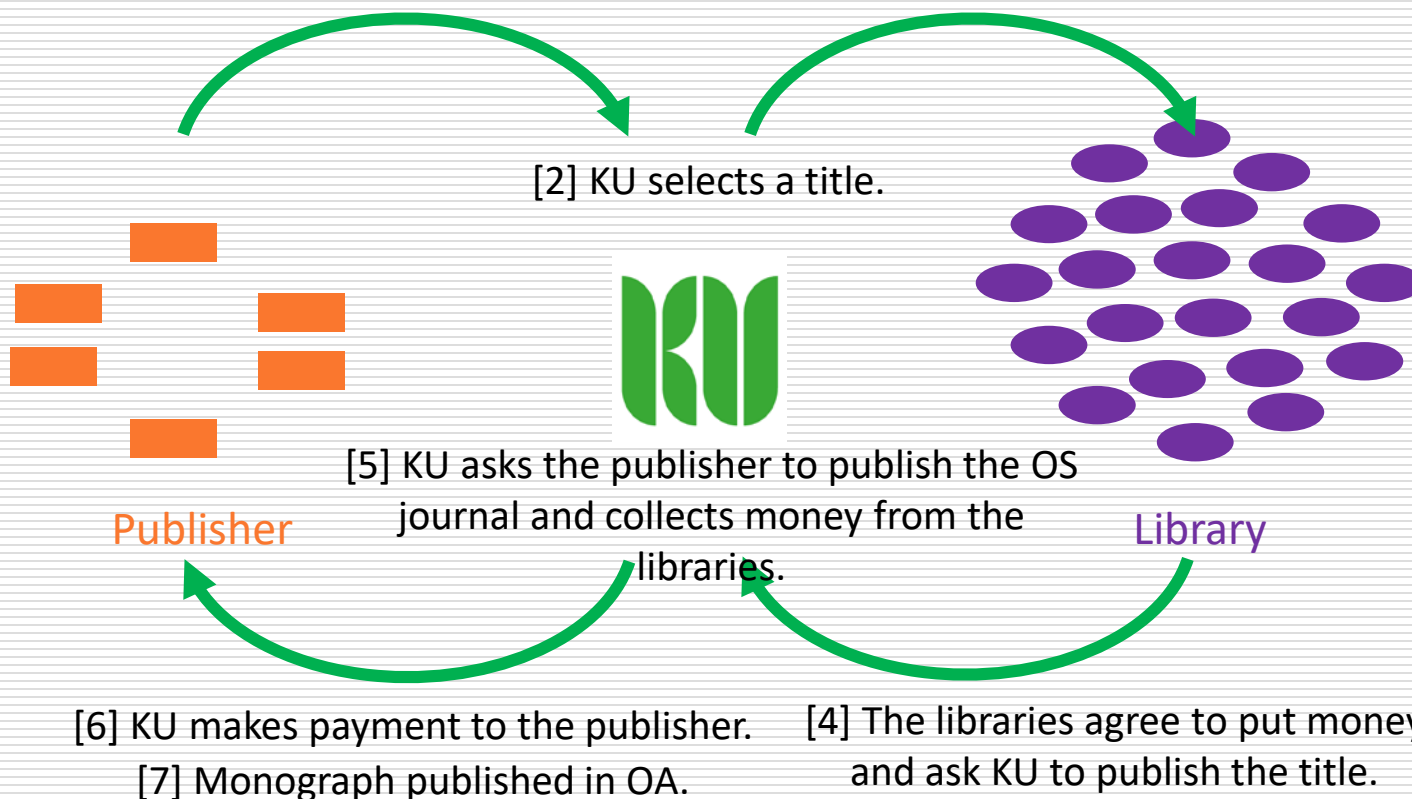 [2] KU selects a title.
KU
[5] KU asks the publisher to publish the OS
journal and collects money from the
libraries.
Publisher
Library
[6] KU makes payment to the publisher.
[7] Monograph published in OA.
[4] The libraries agree to put money
and ask KU to publish the title.